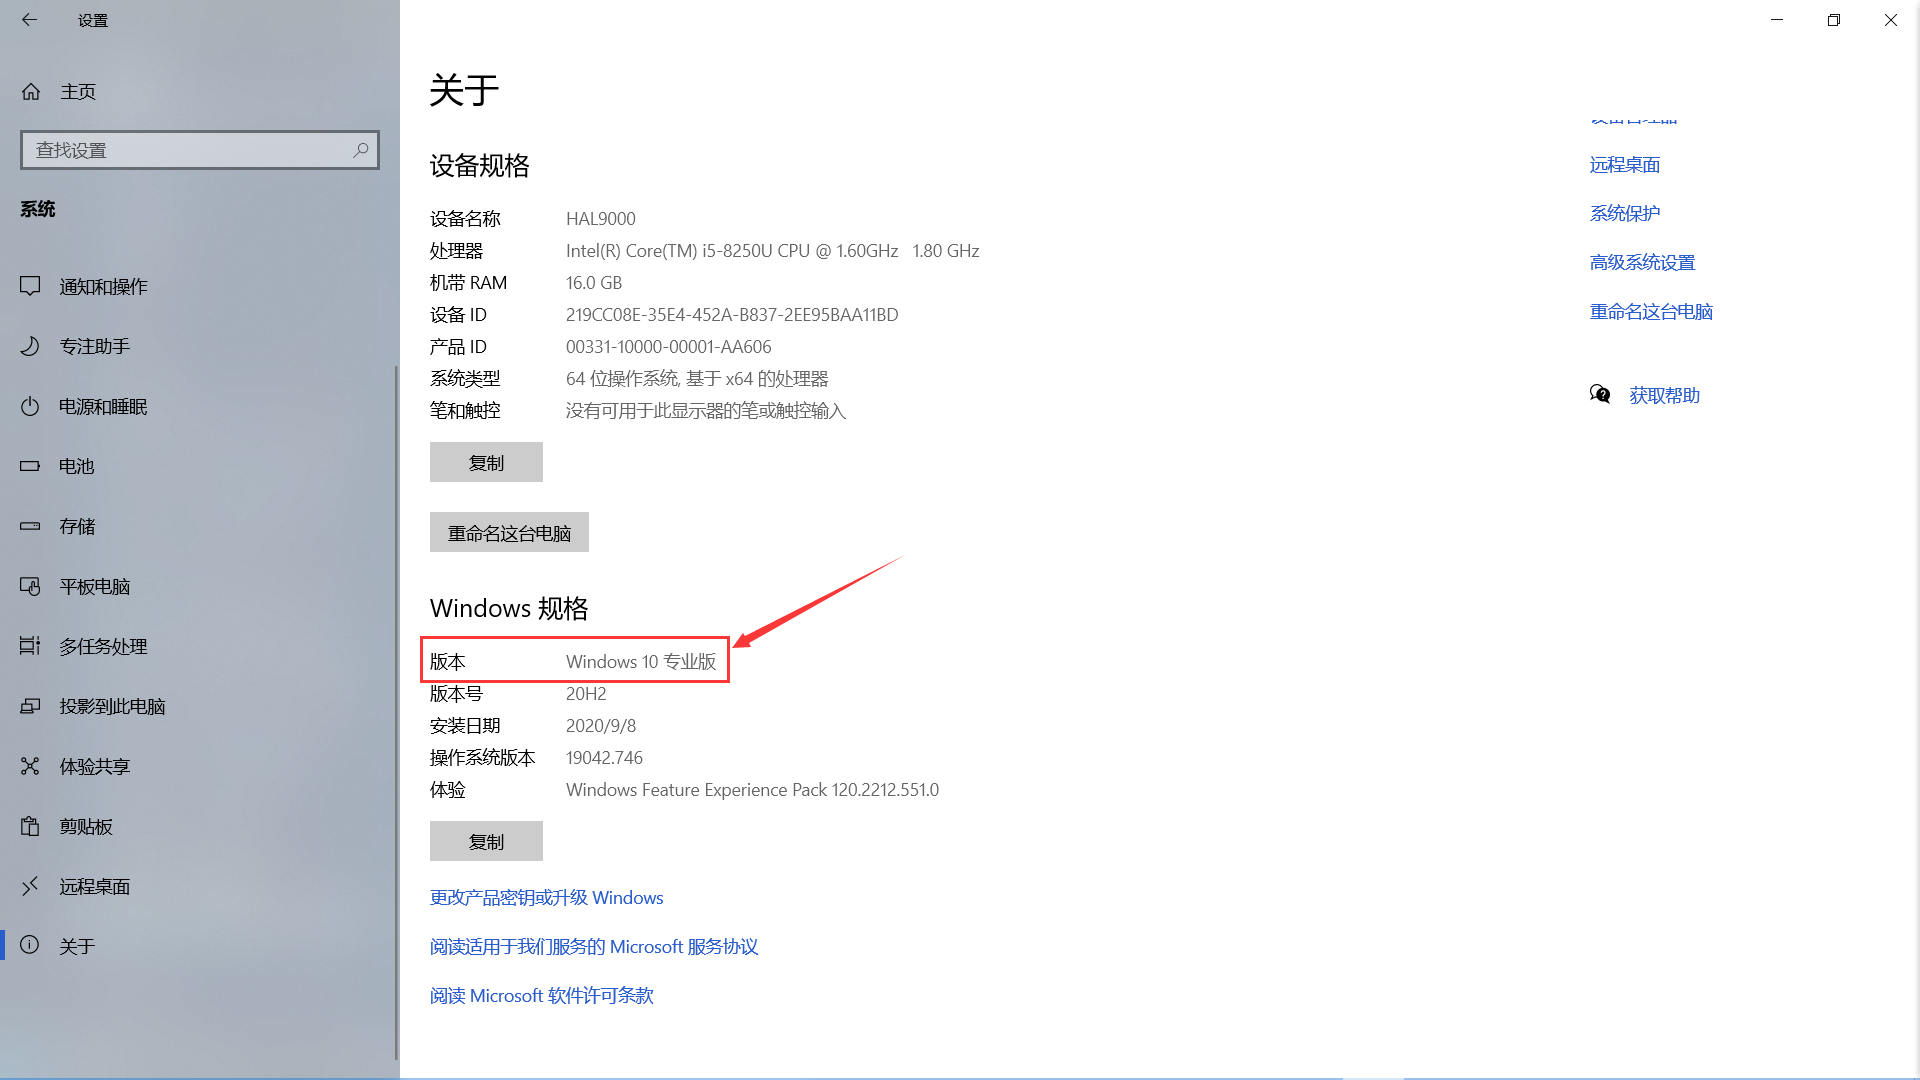 设置
主页
查找设置
系统
通知和操作
专注助手
电源和睡眠
电池
存储
平板电脑
多任务处理
投影到此电脑
体验共享
剪贴板
远程桌面
关于
关于
设备规格
设备名称 HAL9000
处理器 Intel(R) Core(TM) i5-8250U CPU @ 1.60GHz 1.80 GHz
机带 RAM 16.0 GB
设备 ID 219CC08E-35E4-452A-B837-2EE95BAA11BD
产品 ID 00331-10000-00001-AA606
系统类型 64 位操作系统, 基于 x64 的处理器
笔和触控 没有可用于此显示器的笔或触控输入
复制
重命名这台电脑
Windows 规格
版本 Windows 10 专业版
版本号 20H2
安装日期 2020/9/8
操作系统版本 19042.746
体验 Windows Feature Experience Pack 120.2212.551.0
复制
更改产品密钥或升级 Windows
阅读适用于我们服务的 Microsoft 服务协议
阅读 Microsoft 软件许可条款
远程桌面
系统保护
高级系统设置
重命名这台电脑
获取帮助